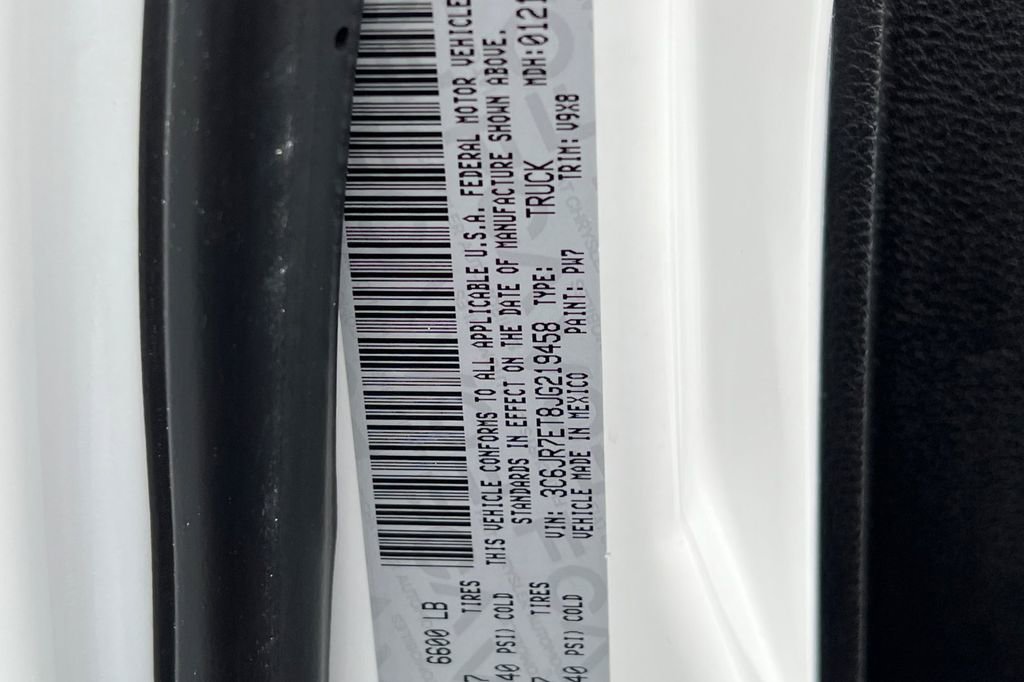 6600 LB
TIRES
40 PSI) COLD
TIRES
40 PSI) COLD
THIS VEHICLE CONFORMS TO ALL APPLICABLE U.S.A. FEDERAL MOTOR VEHICLE
STANDARDS IN EFFECT ON THE DATE OF MANUFACTURE SHOWN ABOVE.
VIN: 3C6JR7ET8JG219458 TYPE: TRUCK MDH:0121
VEHICLE MADE IN MEXICO PAINT: PW7 TRIM: V9X8